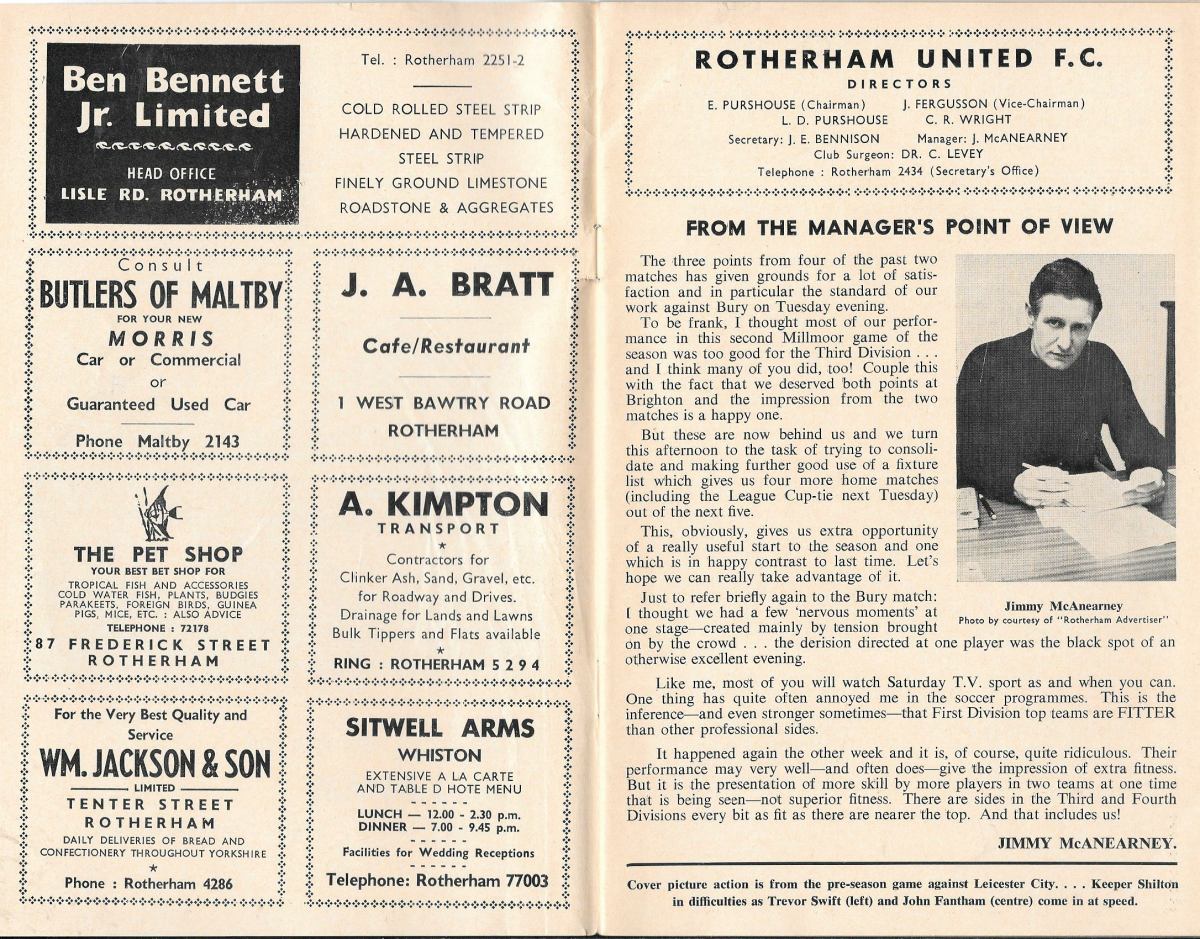 Ben Bennett
Jr. Limited
HEAD OFFICE
LISLE RD. ROTHERHAM
Tel. : Rotherham 2251-2
COLD ROLLED STEEL STRIP
HARDENED AND TEMPERED
STEEL STRIP
FINELY GROUND LIMESTONE
ROADSTONE & AGGREGATES
Consult
BUTLERS OF MALTBY
FOR YOUR NEW
MORRIS
Car or Commercial
or
Guaranteed Used Car
Phone Maltby 2143
J. A. BRATT
Cafe/Restaurant
1 WEST BAWTRY ROAD
ROTHERHAM
THE PET SHOP
YOUR BEST BET SHOP FOR
TROPICAL FISH AND ACCESSORIES
COLD WATER FISH, PLANTS, BUDGIES
PARAKEETS, FOREIGN BIRDS, GUINEA
PIGS, MICE, ETC. : ALSO ADVICE
TELEPHONE : 72178
87 FREDERICK STREET
ROTHERHAM
A. KIMPTON
TRANSPORT
*
Contractors for
Clinker Ash, Sand, Gravel, etc.
for Roadway and Drives.
Drainage for Lands and Lawns
Bulk Tippers and Flats available
*
RING : ROTHERHAM 5294
For the Very Best Quality and
Service
WM. JACKSON & SON
LIMITED
TENTER STREET
ROTHERHAM
DAILY DELIVERIES OF BREAD AND
CONFECTIONERY THROUGHOUT YORKSHIRE
*
Phone : Rotherham 4286
SITWELL ARMS
WHISTON
EXTENSIVE A LA CARTE
AND TABLE D HOTE MENU
LUNCH — 12.00 - 2.30 p.m.
DINNER — 7.00 - 9.45 p.m.
Facilities for Wedding Receptions
Telephone: Rotherham 77003
ROTHERHAM UNITED F.C.
DIRECTORS
E. PURSHOUSE (Chairman) J. FERGUSSON (Vice-Chairman)
L. D. PURSHOUSE C. R. WRIGHT
Secretary: J. E. BENNISON Manager: J. McANEARNEY
Club Surgeon: DR. C. LEVEY
Telephone : Rotherham 2434 (Secretary's Office)
FROM THE MANAGER'S POINT OF VIEW
The three points from four of the past two
matches has given grounds for a lot of satis-
faction and in particular the standard of our
work against Bury on Tuesday evening.
To be frank, I thought most of our perfor-
mance in this second Millmoor game of the
season was too good for the Third Division . . .
and I think many of you did, too! Couple this
with the fact that we deserved both points at
Brighton and the impression from the two
matches is a happy one.
But these are now behind us and we turn
this afternoon to the task of trying to consoli-
date and making further good use of a fixture
list which gives us four more home matches
(including the League Cup-tie next Tuesday)
out of the next five.
This, obviously, gives us extra opportunity
of a really useful start to the season and one
which is in happy contrast to last time. Let's
hope we can really take advantage of it.
Just to refer briefly again to the Bury match:
I thought we had a few 'nervous moments' at
one stage—created mainly by tension brought
on by the crowd . . . the derision directed at one player was the black spot of an
otherwise excellent evening.
Jimmy McAnearney
Photo by courtesy of "Rotherham Advertiser"
Like me, most of you will watch Saturday T.V. sport as and when you can.
One thing has quite often annoyed me in the soccer programmes. This is the
inference—and even stronger sometimes—that First Division top teams are FITTER
than other professional sides.
It happened again the other week and it is, of course, quite ridiculous. Their
performance may very well—and often does—give the impression of extra fitness.
But it is the presentation of more skill by more players in two teams at one time
that is being seen—not superior fitness. There are sides in the Third and Fourth
Divisions every bit as fit as there are nearer the top. And that includes us!
JIMMY McANEARNEY.
Cover picture action is from the pre-season game against Leicester City. . . . Keeper Shilton
in difficulties as Trevor Swift (left) and John Fantham (centre) come in at speed.